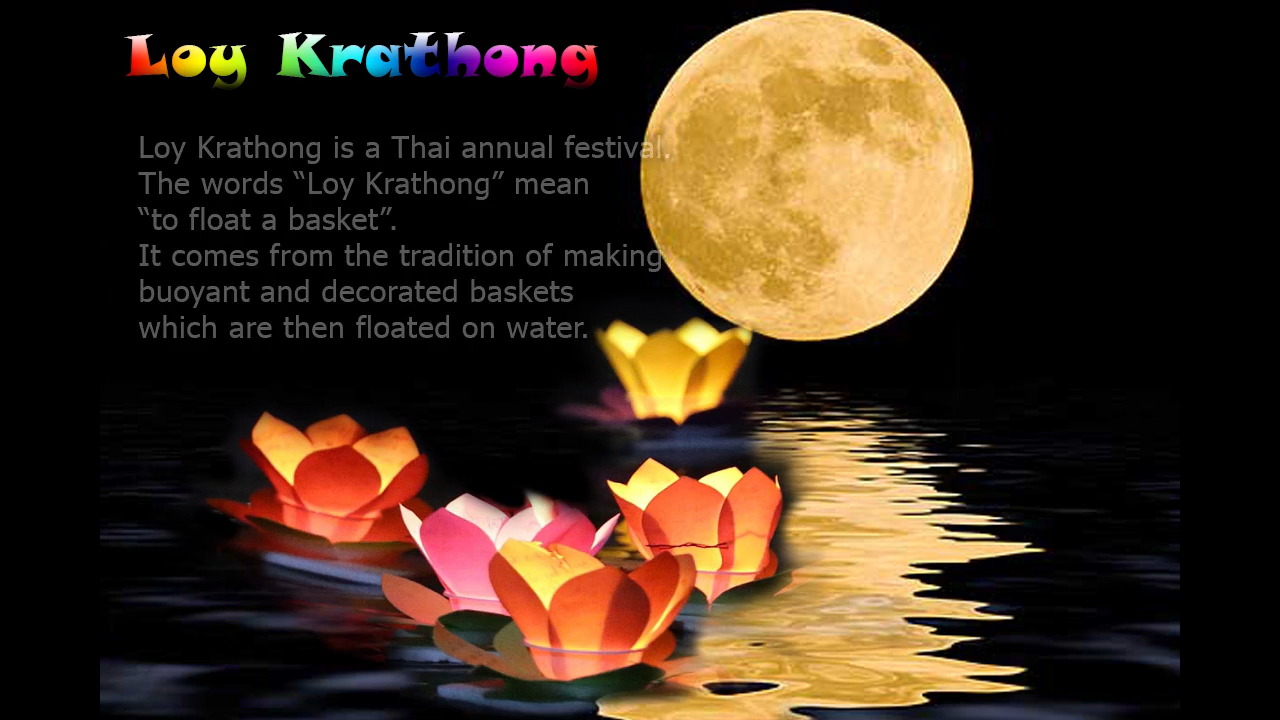 Loy Krathong
Loy Krathong is a Thai annual festival.
The words “Loy Krathong” mean
“to float a basket”.
It comes from the tradition of making
buoyant and decorated baskets
which are then floated on water.